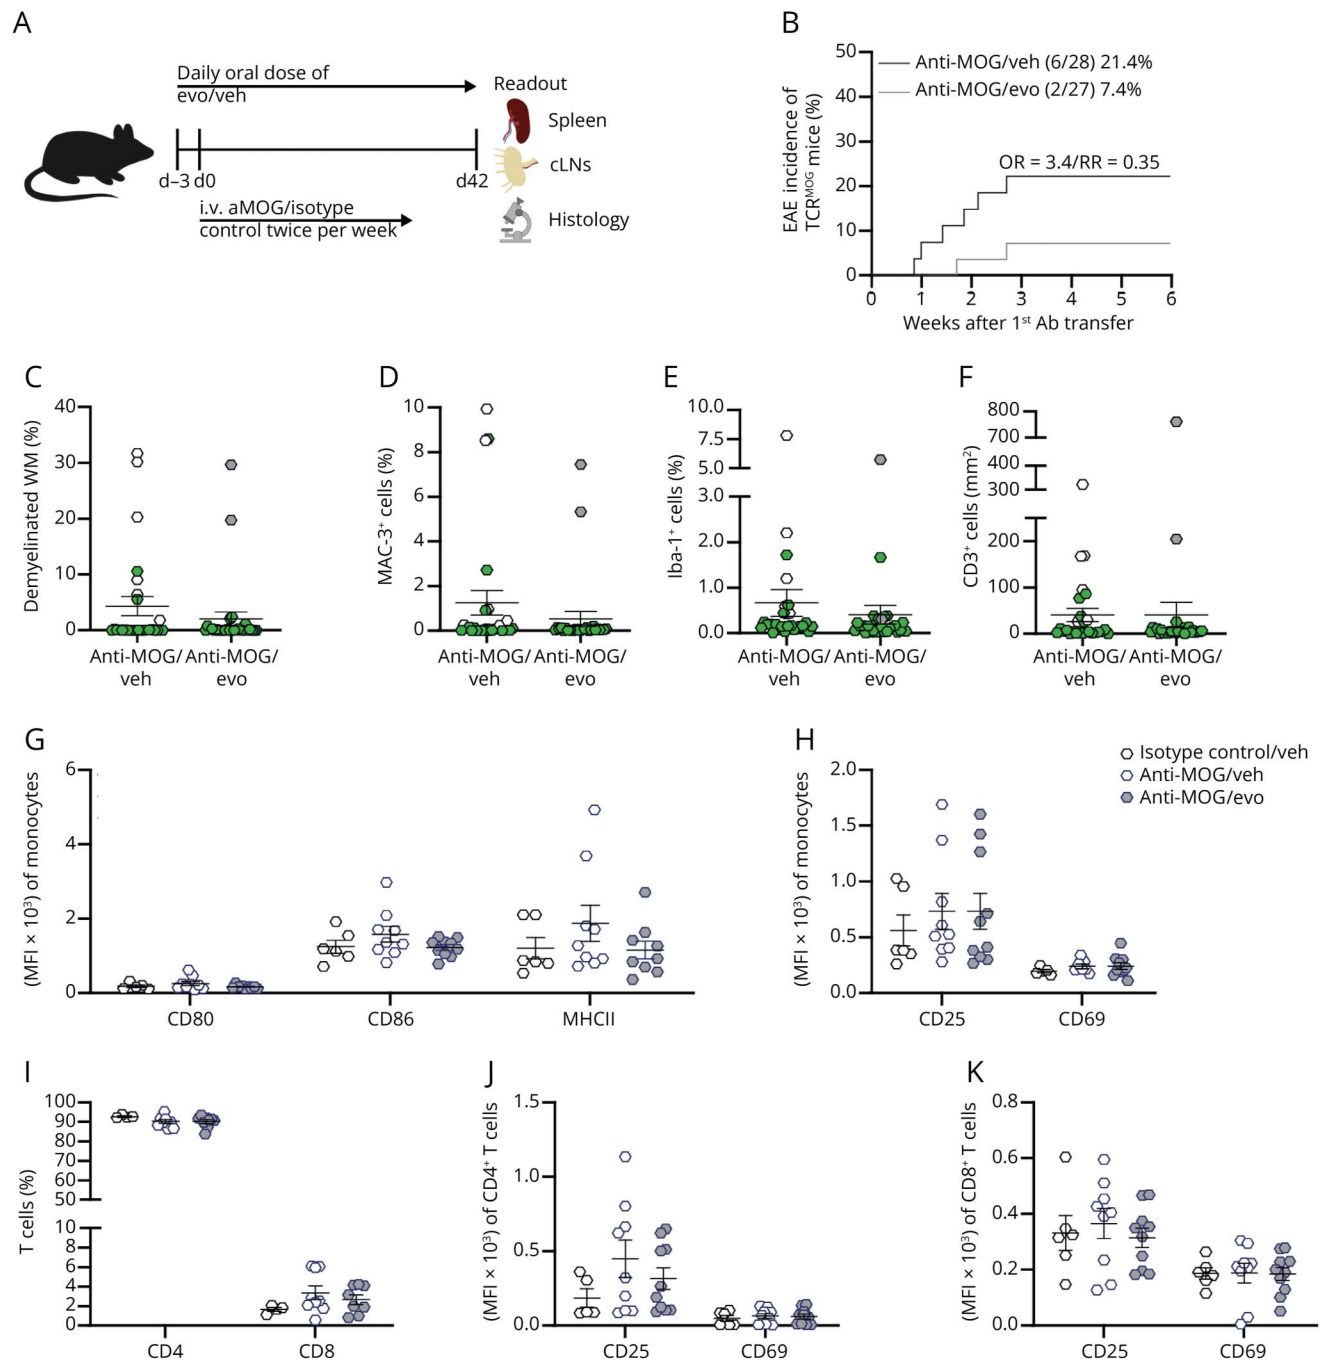 A
Daily oral dose of
evo/veh
d–3 d0
d42
i.v. aMOG/isotype
control twice per week
Readout
Spleen
cLNs
Histology
B
EAE incidence of
TCRᴹᴼᴳ mice (%)
50
40
30
20
10
0
Anti-MOG/veh (6/28) 21.4%
Anti-MOG/evo (2/27) 7.4%
OR = 3.4/RR = 0.35
0 1 2 3 4 5 6
Weeks after 1ˢᵗ Ab transfer
C
Demyelinated WM (%)
40
30
20
10
0
Anti-MOG/ Anti-MOG/
veh evo
D
MAC-3⁺ cells (%)
10
8
6
4
2
0
Anti-MOG/ Anti-MOG/
veh evo
E
Iba-1⁺ cells (%)
10.0
7.5
5.0
3.0
2.0
1.0
0.0
Anti-MOG/ Anti-MOG/
veh evo
F
CD3⁺ cells (mm²)
800
700
400
300
200
100
0
Anti-MOG/ Anti-MOG/
veh evo
G
(MFI × 10³) of monocytes
6
4
2
0
CD80 CD86 MHCII
H
(MFI × 10³) of monocytes
2.0
1.5
1.0
0.5
0.0
CD25 CD69
Isotype control/veh
Anti-MOG/veh
Anti-MOG/evo
I
T cells (%)
100
90
80
70
60
50
10
8
6
4
2
0
CD4 CD8
J
(MFI × 10³) of CD4⁺ T cells
1.5
1.0
0.5
0.0
CD25 CD69
K
(MFI × 10³) of CD8⁺ T cells
0.8
0.6
0.4
0.2
0.0
CD25 CD69